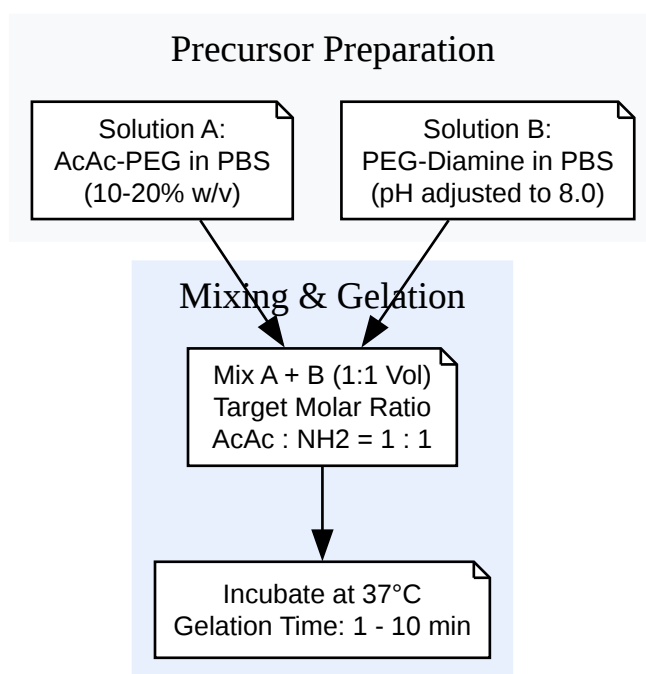 Precursor Preparation
Solution A:
AcAc-PEG in PBS
(10-20% w/v)
Solution B:
PEG-Diamine in PBS
(pH adjusted to 8.0)
Mixing & Gelation
Mix A + B (1:1 Vol)
Target Molar Ratio
AcAc : NH2 = 1 : 1
Incubate at 37°C
Gelation Time: 1 - 10 min